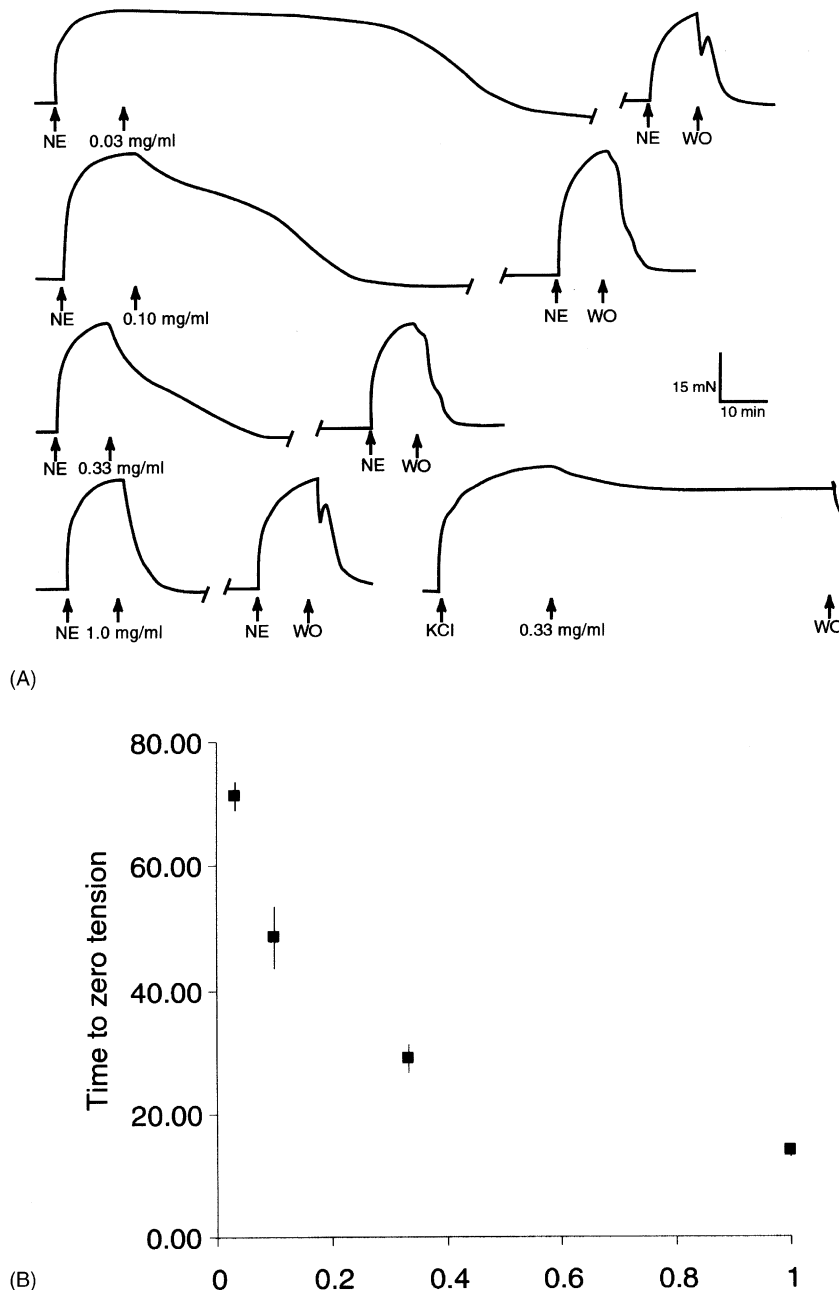 NE 0.03 mg/ml NE WO
NE 0.10 mg/ml NE WO
15 mN
10 min
NE 0.33 mg/ml NE WO
NE 1.0 mg/ml NE WO KCl 0.33 mg/ml WO
(A)
80.00
60.00
40.00
20.00
0.00
Time to zero tension
0 0.2 0.4 0.6 0.8 1
(B)